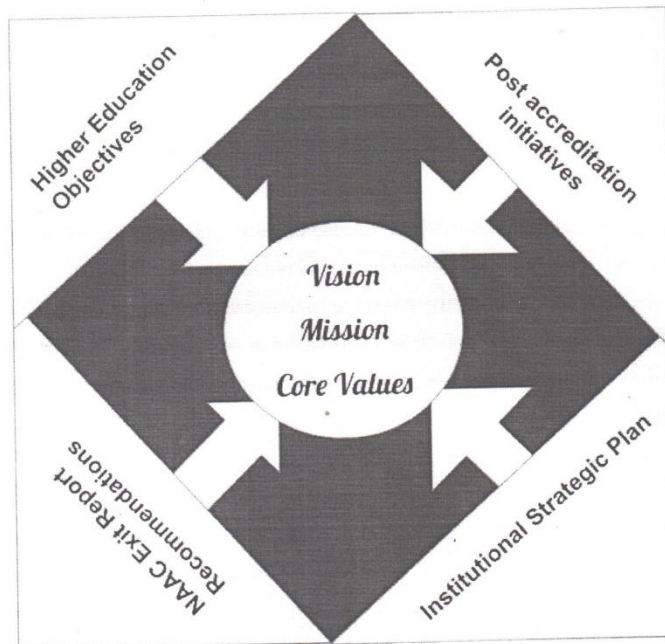 Higher Education
Objectives
Post accreditation
initiatives
Vision
Mission
Core Values
NAAC Exit Report
Recommendations
Institutional Strategic Plan